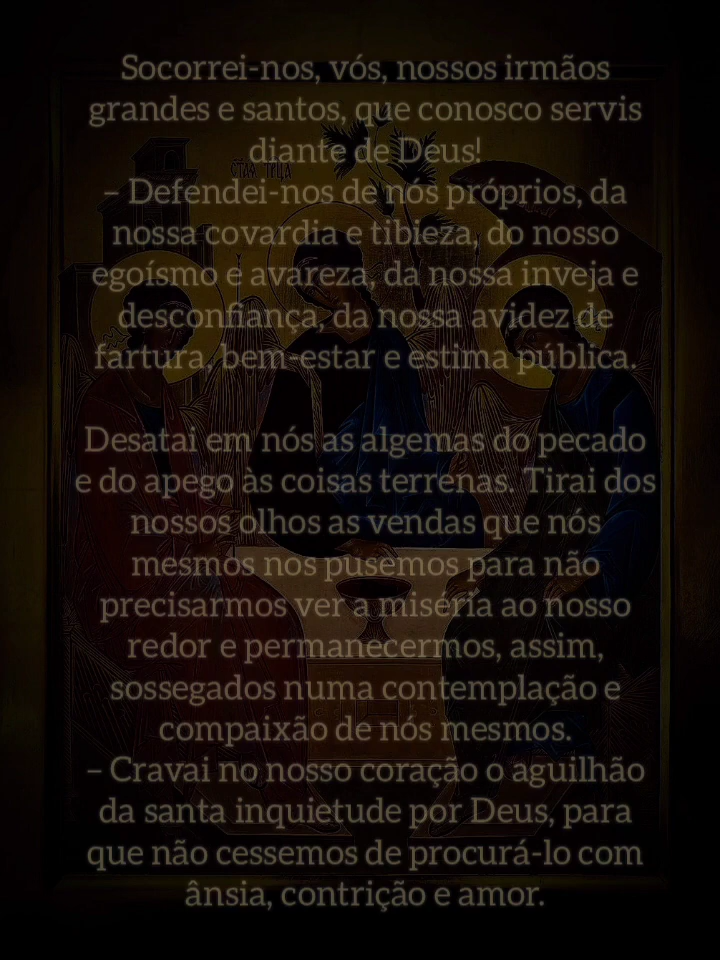 Socorrei-nos, vós, nossos irmãos
grandes e santos, que conosco servis
diante de Deus!
– Defendei-nos de nós próprios, da
nossa covardia e tibieza, do nosso
egoísmo e avareza, da nossa inveja e
desconfiança, da nossa avidez de
fartura, bem-estar e estima pública.
Desatai em nós as algemas do pecado
e do apego às coisas terrenas. Tirai dos
nossos olhos as vendas que nós
mesmos nos pusemos para não
precisarmos ver a miséria ao nosso
redor e permanecermos, assim,
sossegados numa contemplação e
compaixão de nós mesmos.
– Cravai no nosso coração o aguilhão
da santa inquietude por Deus, para
que não cessemos de procurá-lo com
ânsia, contrição e amor.